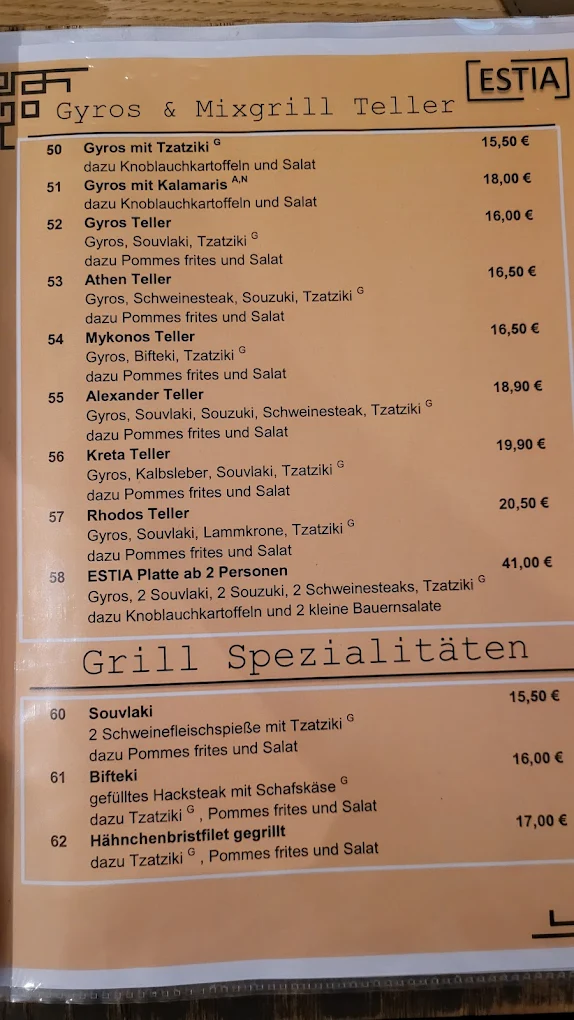 ESTIA
Gyros & Mixgrill Teller
50 Gyros mit Tzatziki G 15,50 €
dazu Knoblauchkartoffeln und Salat
51 Gyros mit Kalamaris A,N 18,00 €
dazu Knoblauchkartoffeln und Salat
52 Gyros Teller 16,00 €
Gyros, Souvlaki, Tzatziki G
dazu Pommes frites und Salat
53 Athen Teller 16,50 €
Gyros, Schweinesteak, Souzuki, Tzatziki G
dazu Pommes frites und Salat
54 Mykonos Teller 16,50 €
Gyros, Bifteki, Tzatziki G
dazu Pommes frites und Salat
55 Alexander Teller 18,90 €
Gyros, Souvlaki, Souzuki, Schweinesteak, Tzatziki G
dazu Pommes frites und Salat
56 Kreta Teller 19,90 €
Gyros, Kalbsleber, Souvlaki, Tzatziki G
dazu Pommes frites und Salat
57 Rhodos Teller 20,50 €
Gyros, Souvlaki, Lammkrone, Tzatziki G
dazu Pommes frites und Salat
58 ESTIA Platte ab 2 Personen 41,00 €
Gyros, 2 Souvlaki, 2 Souzuki, 2 Schweinesteaks, Tzatziki G
dazu Knoblauchkartoffeln und 2 kleine Bauernsalate
Grill Spezialitäten
60 Souvlaki 15,50 €
2 Schweinefleischspieße mit Tzatziki G
dazu Pommes frites und Salat
61 Bifteki 16,00 €
gefülltes Hacksteak mit Schafskäse G
dazu Tzatziki G , Pommes frites und Salat
62 Hähnchenbristfilet gegrillt 17,00 €
dazu Tzatziki G , Pommes frites und Salat